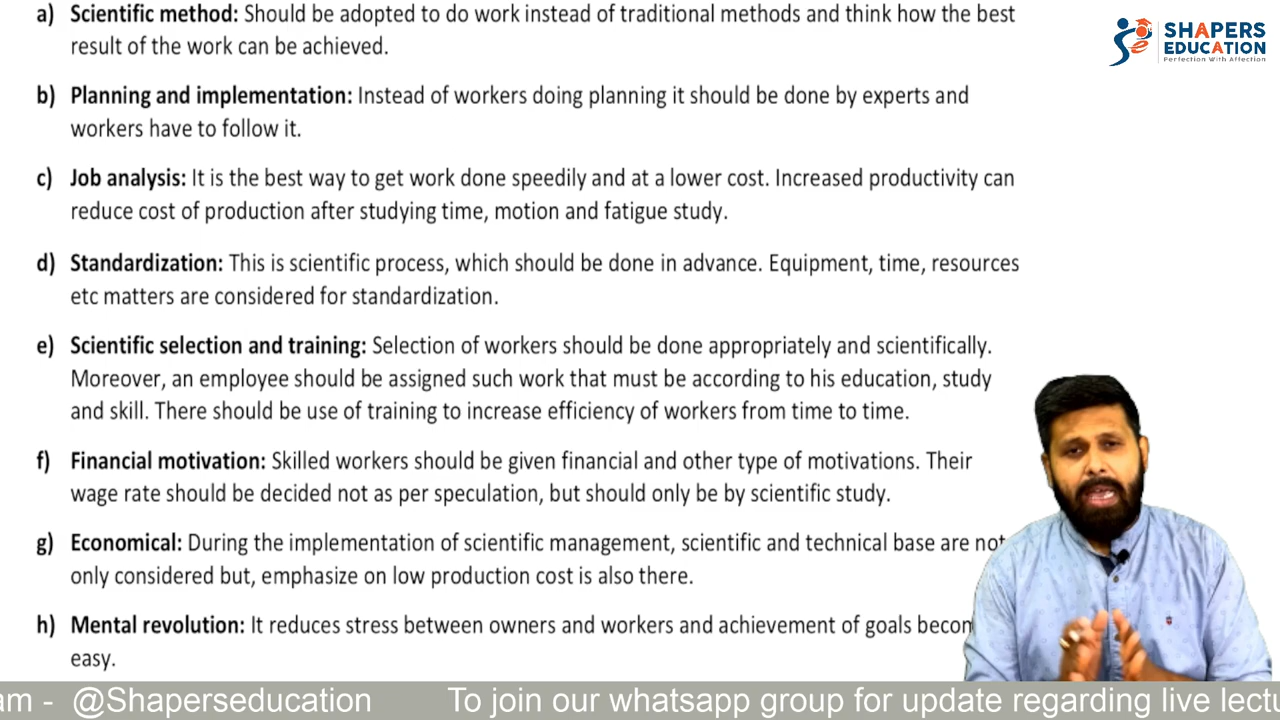 a) Scientific method: Should be adopted to do work instead of traditional methods and think how the best
result of the work can be achieved.
b) Planning and implementation: Instead of workers doing planning it should be done by experts and
workers have to follow it.
c) Job analysis: It is the best way to get work done speedily and at a lower cost. Increased productivity can
reduce cost of production after studying time, motion and fatigue study.
d) Standardization: This is scientific process, which should be done in advance. Equipment, time, resources
etc matters are considered for standardization.
e) Scientific selection and training: Selection of workers should be done appropriately and scientifically.
Moreover, an employee should be assigned such work that must be according to his education, study
and skill. There should be use of training to increase efficiency of workers from time to time.
f) Financial motivation: Skilled workers should be given financial and other type of motivations. Their
wage rate should be decided not as per speculation, but should only be by scientific study.
g) Economical: During the implementation of scientific management, scientific and technical base are not
only considered but, emphasize on low production cost is also there.
h) Mental revolution: It reduces stress between owners and workers and achievement of goals becom
easy.
SHAPERS
EDUCATION
Perfection With Affection
am - @Shaperseducation To join our whatsapp group for update regarding live lectu